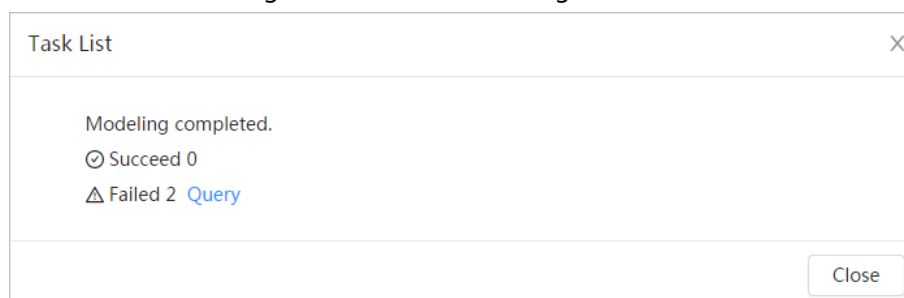 Task List
Modeling completed.
Succeed 0
Failed 2 Query
Close